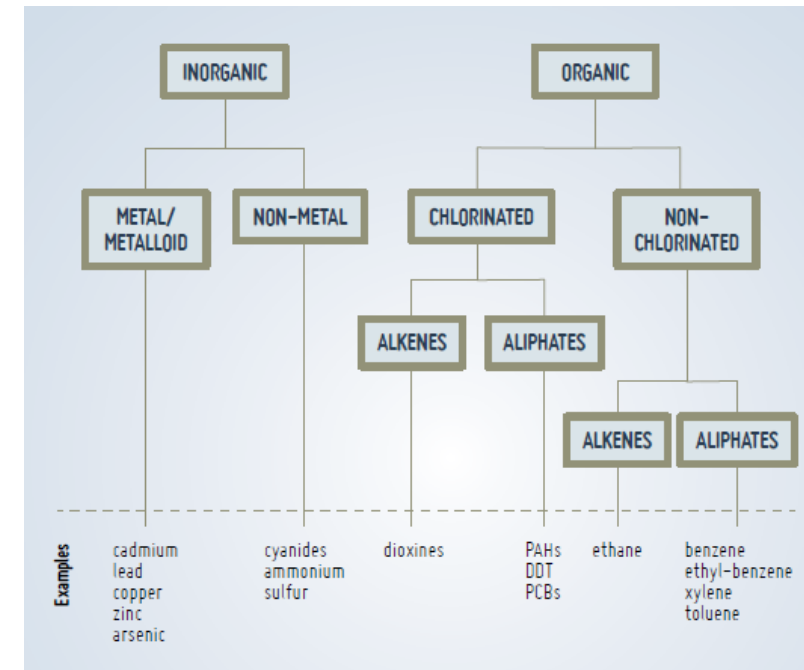 INORGANIC
ORGANIC
METAL/
METALLOID
NON-METAL
CHLORINATED
NON-
CHLORINATED
ALKENES
ALIPHATES
ALKENES
ALIPHATES
Examples
cadmium
lead
copper
zinc
arsenic
cyanides
ammonium
sulfur
dioxines
PAHs
DDT
PCBs
ethane
benzene
ethyl-benzene
xylene
toluene